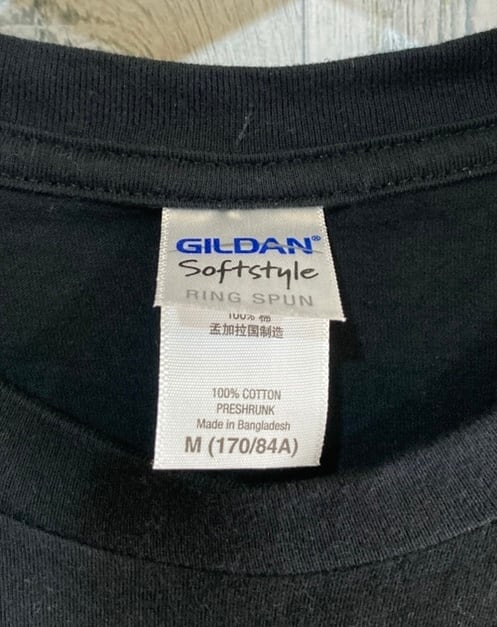 GILDAN®
Softstyle
RING SPUN
100% 棉
孟加拉国制造
100% COTTON
PRESHRUNK
Made in Bangladesh
M (170/84A)